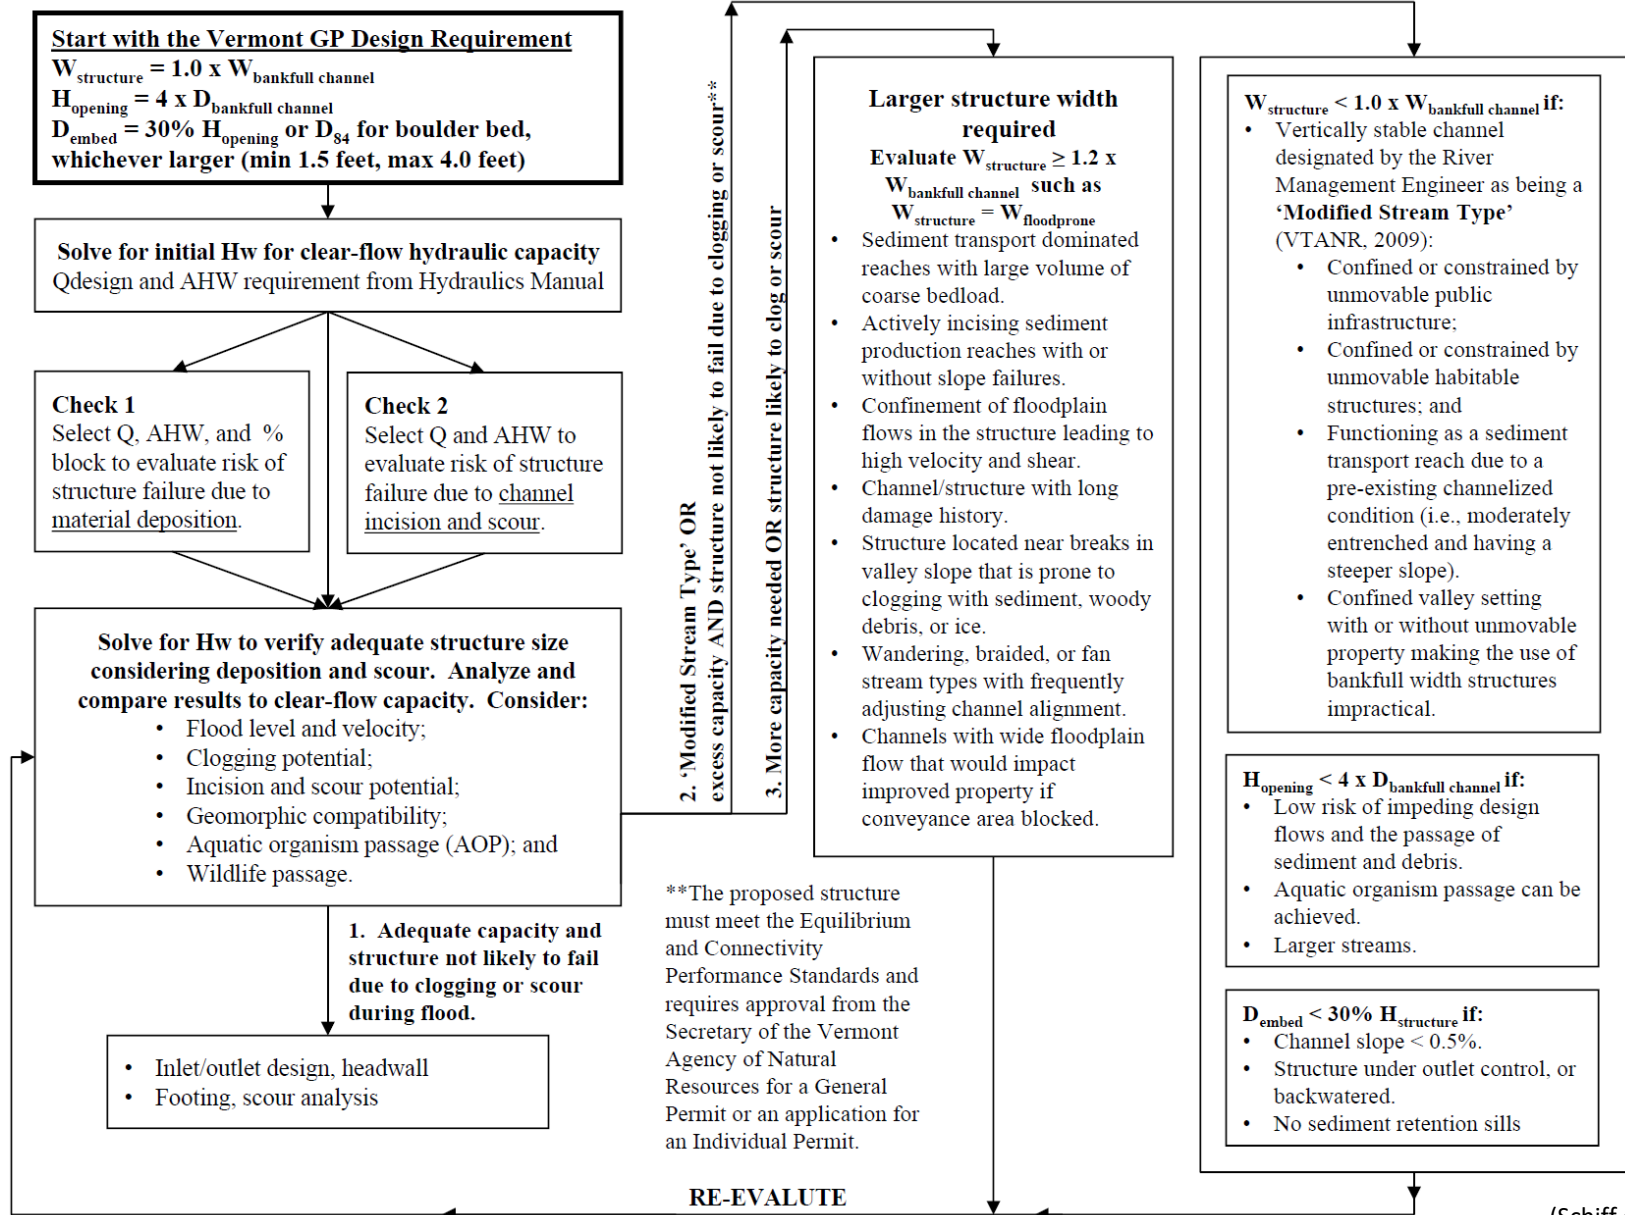 Start with the Vermont GP Design Requirement
Wstructure = 1.0 x Wbankfull channel
Hopening = 4 x Dbankfull channel
Dembed = 30% Hopening or D84 for boulder bed,
whichever larger (min 1.5 feet, max 4.0 feet)
Solve for initial Hw for clear-flow hydraulic capacity
Qdesign and AHW requirement from Hydraulics Manual
Check 1
Select Q, AHW, and %
block to evaluate risk of
structure failure due to
material deposition.
Check 2
Select Q and AHW to
evaluate risk of structure
failure due to channel
incision and scour.
Solve for Hw to verify adequate structure size
considering deposition and scour. Analyze and
compare results to clear-flow capacity. Consider:
• Flood level and velocity;
• Clogging potential;
• Incision and scour potential;
• Geomorphic compatibility;
• Aquatic organism passage (AOP); and
• Wildlife passage.
1. Adequate capacity and
structure not likely to fail
due to clogging or scour
during flood.
• Inlet/outlet design, headwall
• Footing, scour analysis
2. ‘Modified Stream Type’ OR
excess capacity AND structure not likely to fail due to clogging or scour**
3. More capacity needed OR structure likely to clog or scour
Larger structure width
required
Evaluate Wstructure ≥ 1.2 x
Wbankfull channel such as
Wstructure = Wfloodprone
• Sediment transport dominated
reaches with large volume of
coarse bedload.
• Actively incising sediment
production reaches with or
without slope failures.
• Confinement of floodplain
flows in the structure leading to
high velocity and shear.
• Channel/structure with long
damage history.
• Structure located near breaks in
valley slope that is prone to
clogging with sediment, woody
debris, or ice.
• Wandering, braided, or fan
stream types with frequently
adjusting channel alignment.
• Channels with wide floodplain
flow that would impact
improved property if
conveyance area blocked.
**The proposed structure
must meet the Equilibrium
and Connectivity
Performance Standards and
requires approval from the
Secretary of the Vermont
Agency of Natural
Resources for a General
Permit or an application for
an Individual Permit.
Wstructure < 1.0 x Wbankfull channel if:
• Vertically stable channel
designated by the River
Management Engineer as being a
‘Modified Stream Type’
(VTANR, 2009):
• Confined or constrained by
unmovable public
infrastructure;
• Confined or constrained by
unmovable habitable
structures; and
• Functioning as a sediment
transport reach due to a
pre-existing channelized
condition (i.e., moderately
entrenched and having a
steeper slope).
• Confined valley setting
with or without unmovable
property making the use of
bankfull width structures
impractical.
Hopening < 4 x Dbankfull channel if:
• Low risk of impeding design
flows and the passage of
sediment and debris.
• Aquatic organism passage can be
achieved.
• Larger streams.
Dembed < 30% Hstructure if:
• Channel slope < 0.5%.
• Structure under outlet control, or
backwatered.
• No sediment retention sills
RE-EVALUTE
(Schiff